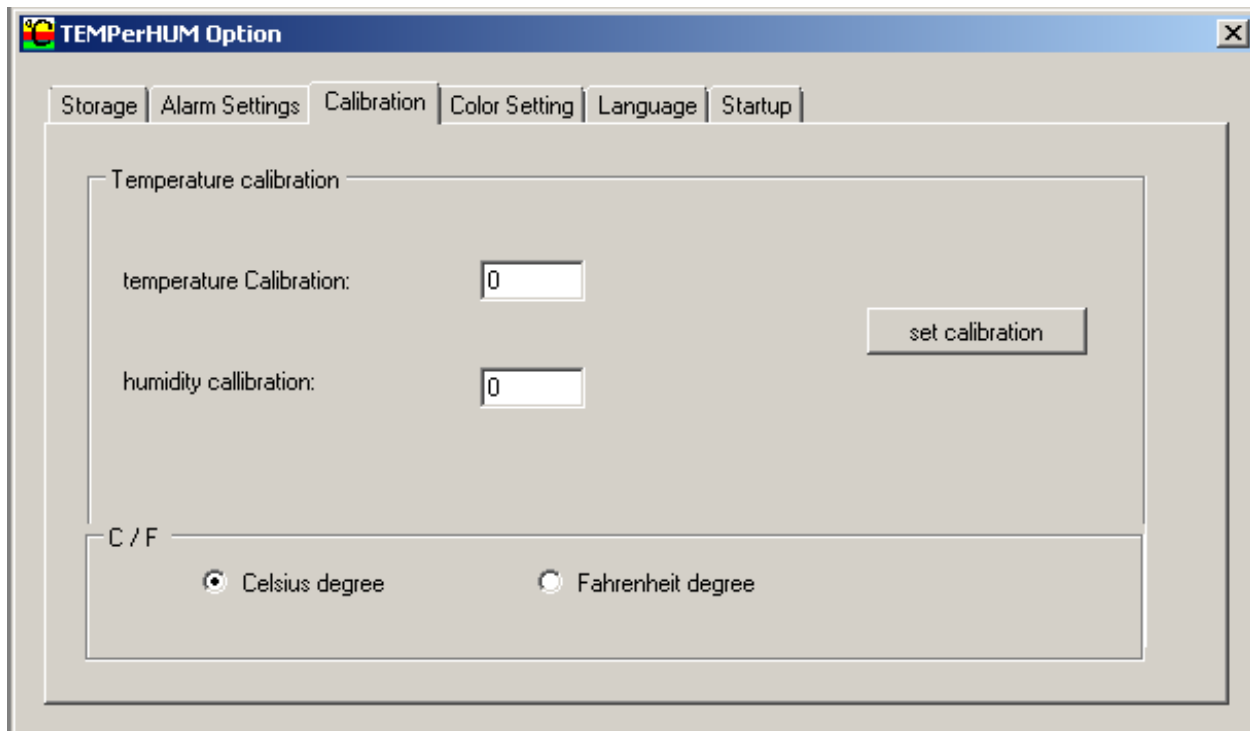 TEMPerHUM Option
Storage Alarm Settings Calibration Color Setting Language Startup
Temperature calibration
temperature Calibration: 0
set calibration
humidity callibration: 0
C / F
Celsius degree Fahrenheit degree